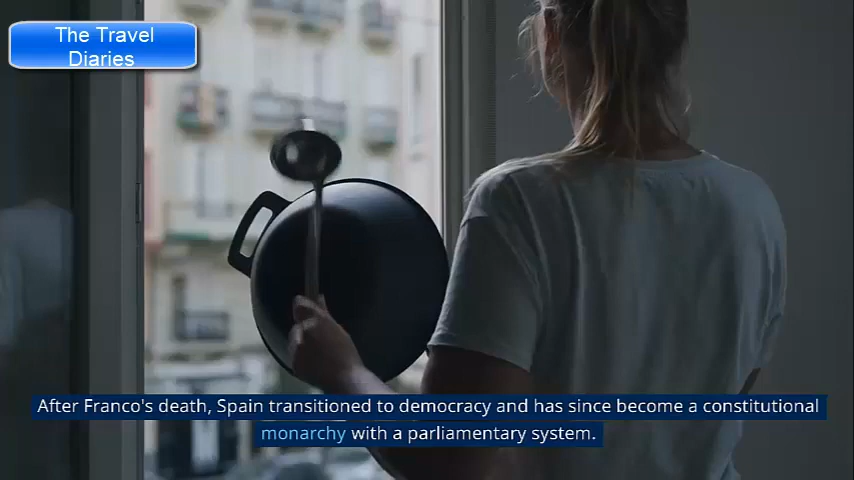 The Travel
Diaries
After Franco's death, Spain transitioned to democracy and has since become a constitutional
monarchy with a parliamentary system.